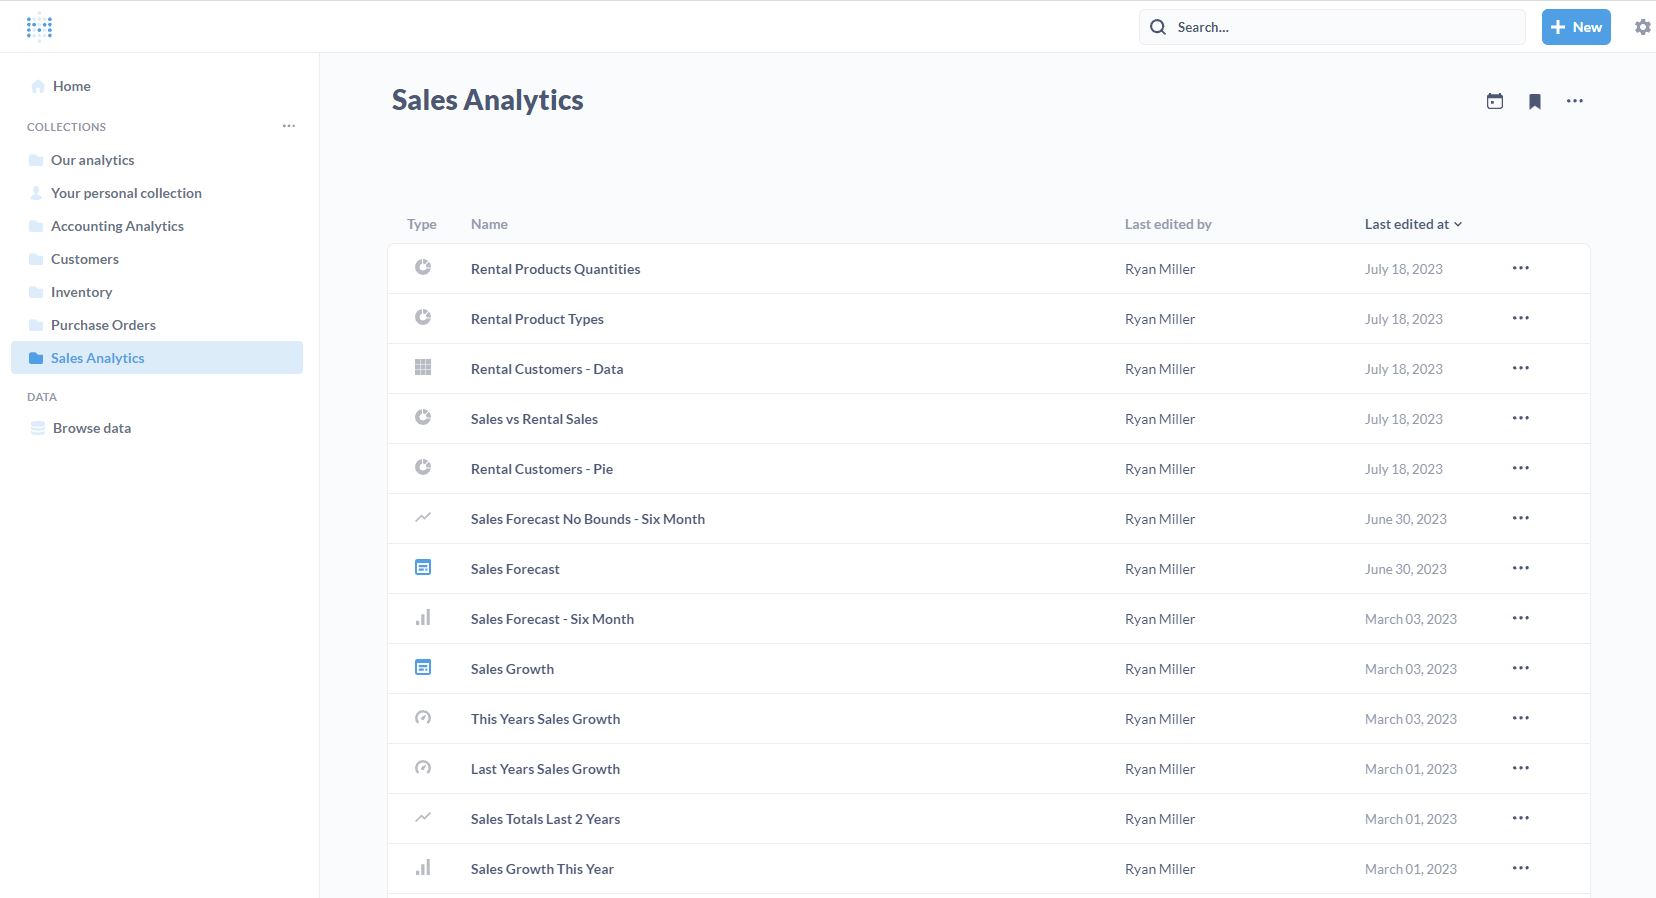 Search...
New
Home
COLLECTIONS
Our analytics
Your personal collection
Accounting Analytics
Customers
Inventory
Purchase Orders
Sales Analytics
DATA
Browse data
Sales Analytics
Type Name Last edited by Last edited at
Rental Products Quantities Ryan Miller July 18, 2023
Rental Product Types Ryan Miller July 18, 2023
Rental Customers - Data Ryan Miller July 18, 2023
Sales vs Rental Sales Ryan Miller July 18, 2023
Rental Customers - Pie Ryan Miller July 18, 2023
Sales Forecast No Bounds - Six Month Ryan Miller June 30, 2023
Sales Forecast Ryan Miller June 30, 2023
Sales Forecast - Six Month Ryan Miller March 03, 2023
Sales Growth Ryan Miller March 03, 2023
This Years Sales Growth Ryan Miller March 03, 2023
Last Years Sales Growth Ryan Miller March 01, 2023
Sales Totals Last 2 Years Ryan Miller March 01, 2023
Sales Growth This Year Ryan Miller March 01, 2023